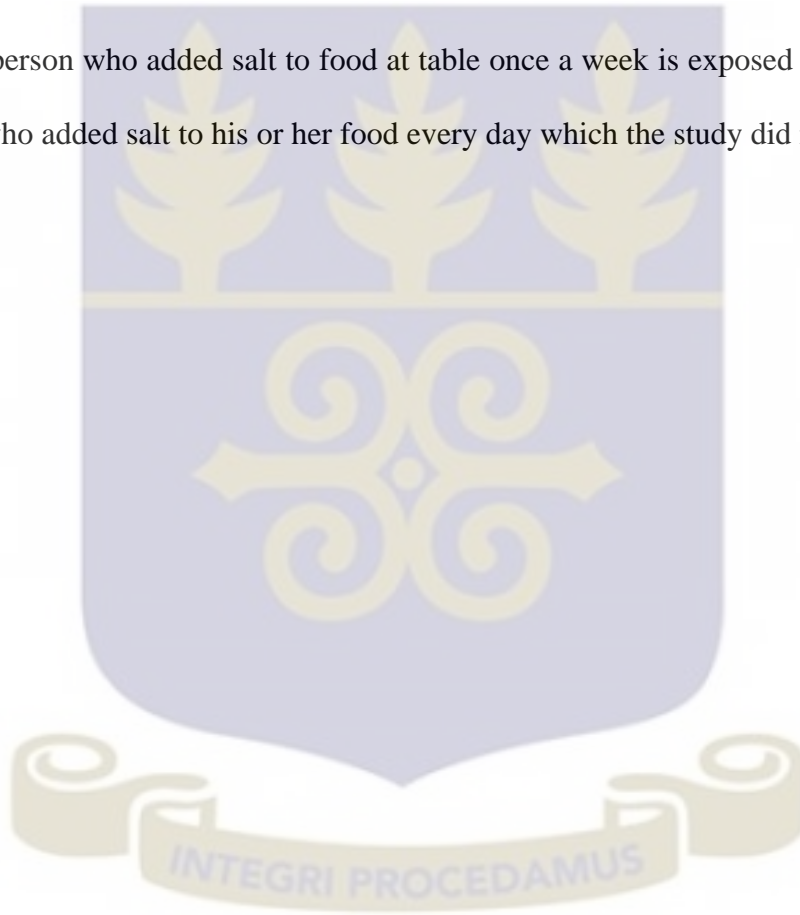 person who added salt to food at table once a week is exposed
who added salt to his or her food every day which the study did
INTEGRI PROCEDAMUS